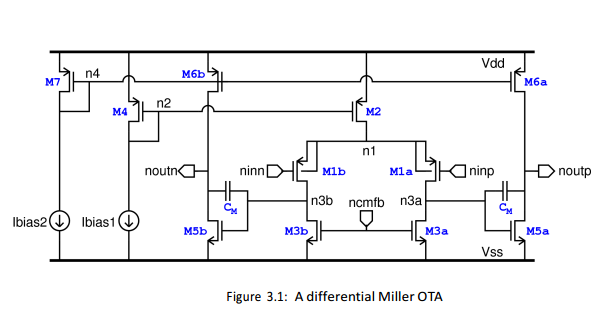 Vdd
M7 n4 M6b M6a
M4 n2 M2
n1
noutn ninn M1b M1a ninp noutp
CM n3b ncmfb n3a CM
Ibias2 Ibias1 M5b M3b M3a M5a
Vss
Figure 3.1: A differential Miller OTA